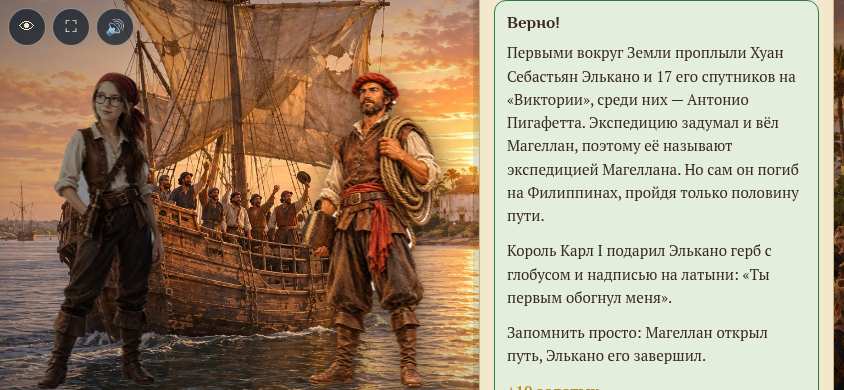 Верно!
Первыми вокруг Земли проплыли Хуан
Себастьян Элькано и 17 его спутников на
«Виктории», среди них — Антонио
Пигафетта. Экспедицию задумал и вёл
Магеллан, поэтому её называют
экспедицией Магеллана. Но сам он погиб
на Филиппинах, пройдя только половину
пути.
Король Карл I подарил Элькано герб с
глобусом и надписью на латыни: «Ты
первым обогнул меня».
Запомнить просто: Магеллан открыл
путь, Элькано его завершил.